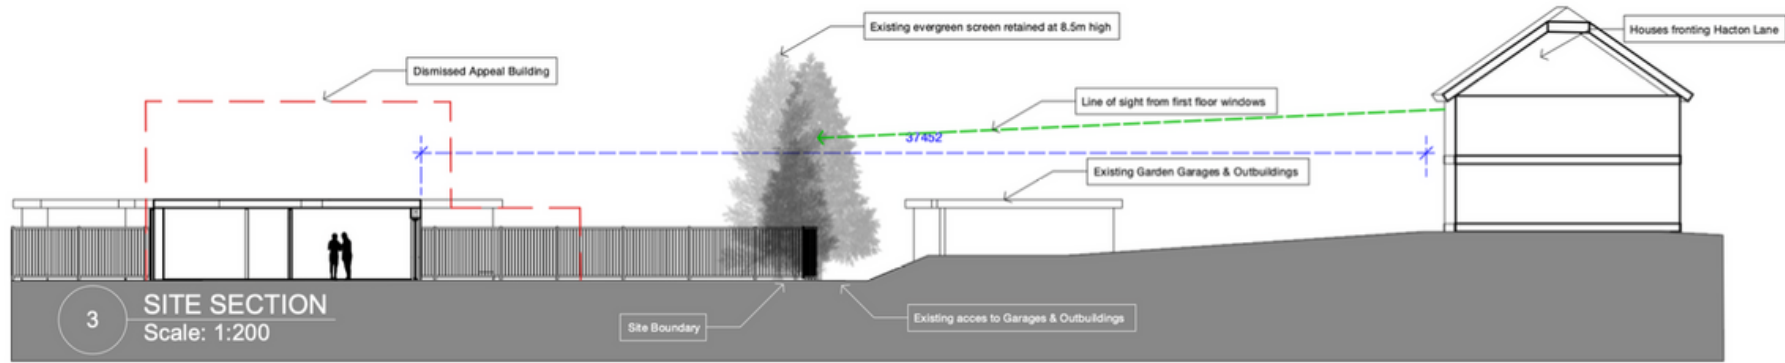 Existing evergreen screen retained at 8.5m high
Houses fronting Hacton Lane
Dismissed Appeal Building
Line of sight from first floor windows
37452
Existing Garden Garages & Outbuildings
3
SITE SECTION
Scale: 1:200
Site Boundary
Existing acces to Garages & Outbuildings